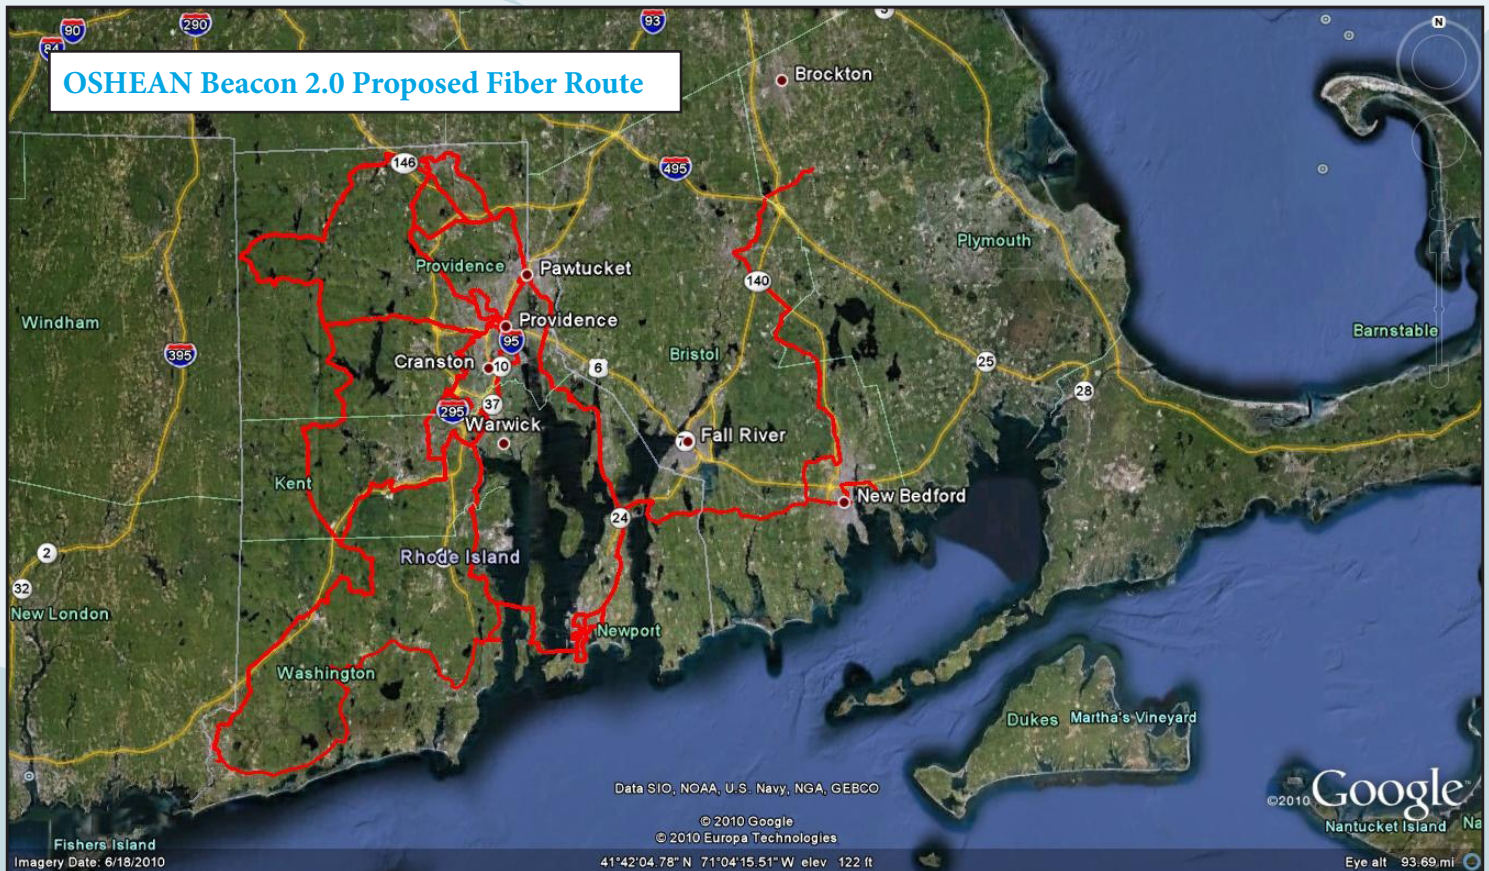 90
290
93
84
OSHEAN Beacon 2.0 Proposed Fiber Route
N
Brockton
146
495
Plymouth
Providence
Pawtucket
140
Windham
Providence
Barnstable
395
95
Bristol
Cranston
10
6
25
28
37
295
Warwick
7
Fall River
Kent
New Bedford
24
2
Rhode Island
32
New London
Newport
Washington
Dukes
Martha's Vineyard
Data SIO, NOAA, U.S. Navy, NGA, GEBCO
©2010 Google
© 2010 Google
Nantucket Island
Na
© 2010 Europa Technologies
Fishers Island
Imagery Date: 6/18/2010
41°42'04.78" N 71°04'15.51" W elev 122 ft
Eye alt 93.69 mi